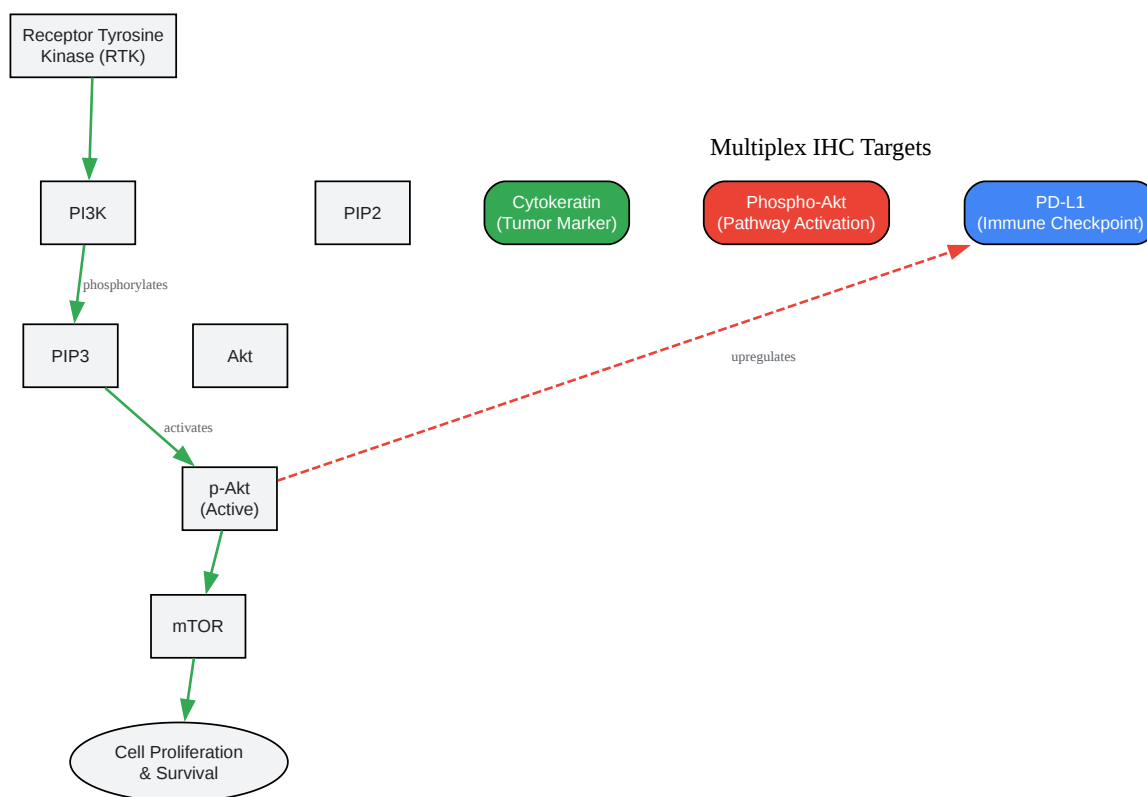 Receptor Tyrosine
Kinase (RTK)
Multiplex IHC Targets
PI3K
PIP2
Cytokeratin
(Tumor Marker)
Phospho-Akt
(Pathway Activation)
PD-L1
(Immune Checkpoint)
phosphorylates
PIP3
Akt
upregulates
activates
p-Akt
(Active)
mTOR
Cell Proliferation
& Survival